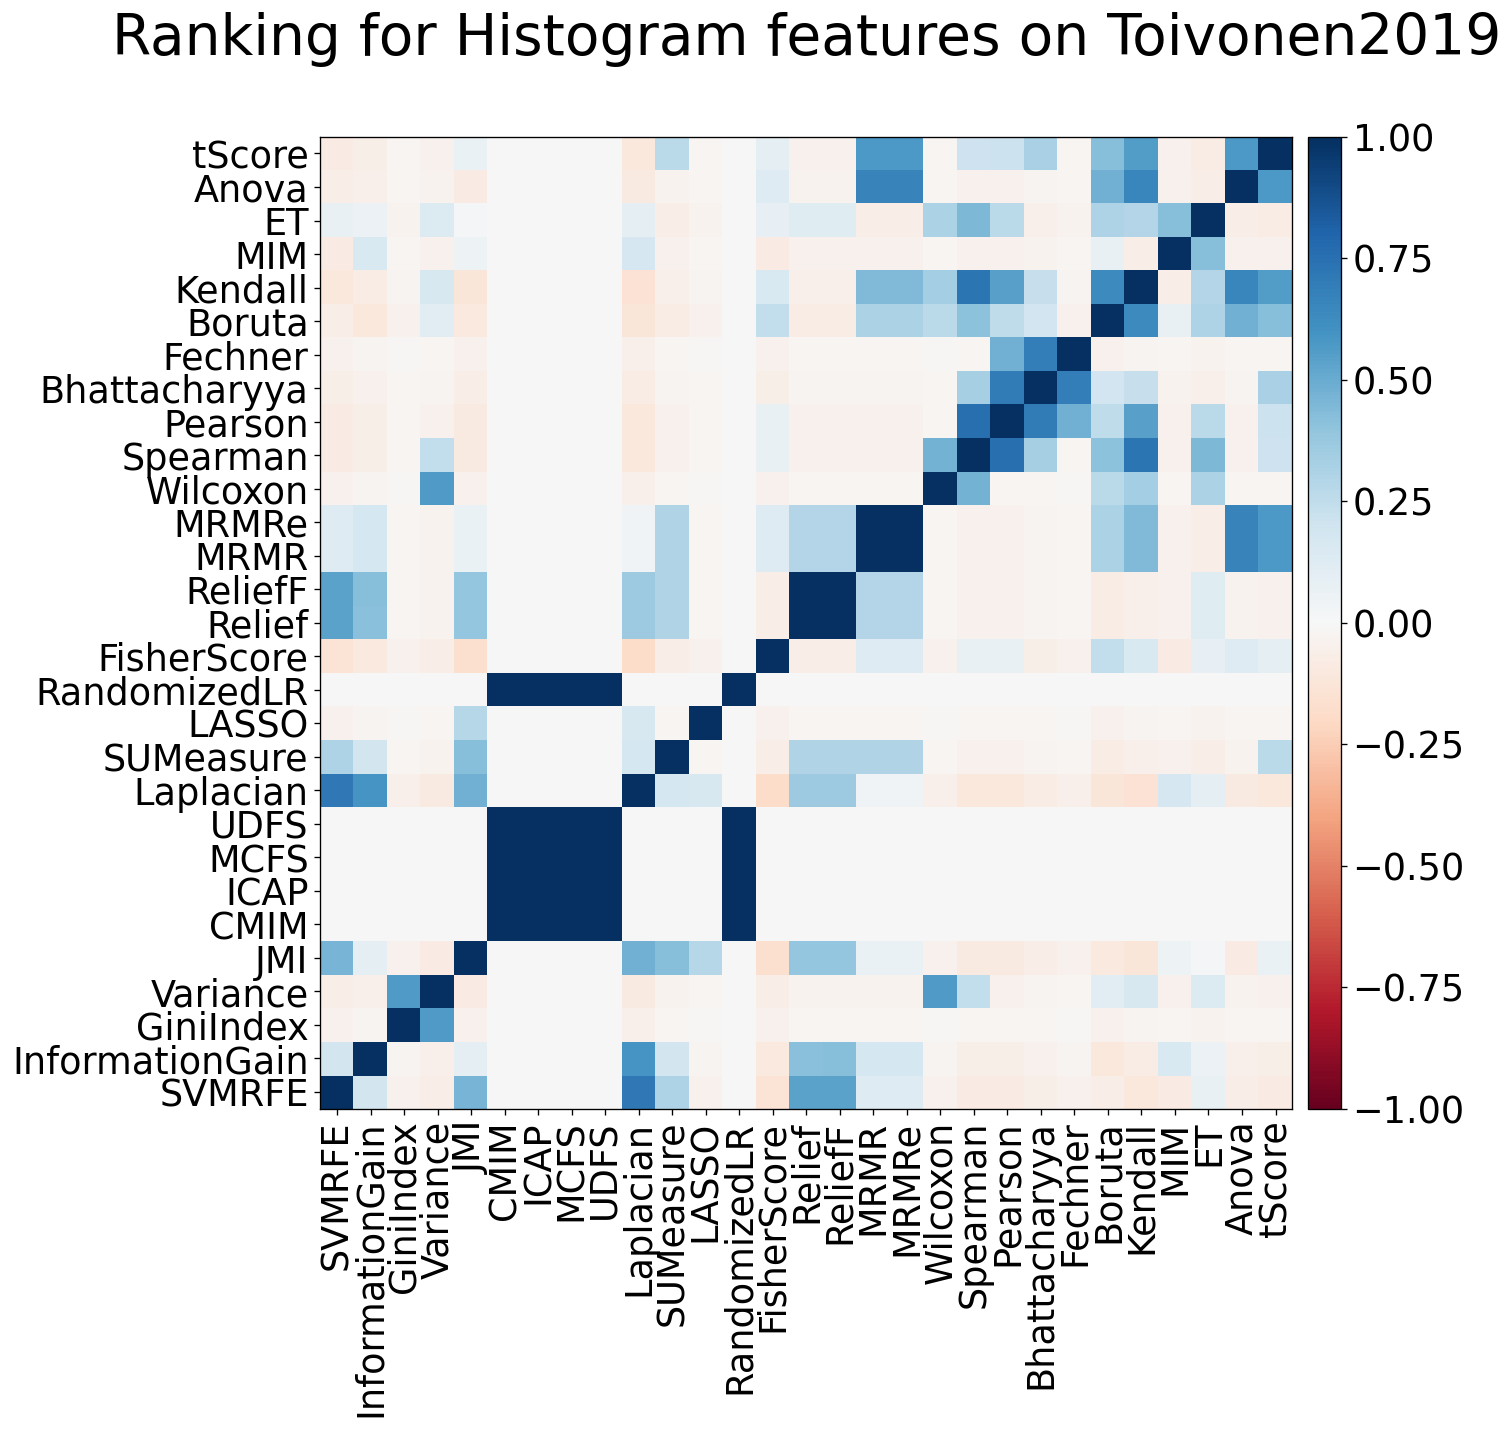 Ranking for Histogram features on Toivonen2019
tScore
Anova
ET
MIM
Kendall
Boruta
Fechner
Bhattacharyya
Pearson
Spearman
Wilcoxon
MRMRe
MRMR
ReliefF
Relief
FisherScore
RandomizedLR
LASSO
SUMeasure
Laplacian
UDFS
MCFS
ICAP
CMIM
JMI
Variance
GiniIndex
InformationGain
SVMRFE
SVMRFE
InformationGain
GiniIndex
Variance
JMI
CMIM
ICAP
MCFS
UDFS
Laplacian
SUMeasure
LASSO
RandomizedLR
FisherScore
Relief
ReliefF
MRMR
MRMRe
Wilcoxon
Spearman
Pearson
Bhattacharyya
Fechner
Boruta
Kendall
MIM
ET
Anova
tScore
1.00
0.75
0.50
0.25
0.00
−0.25
−0.50
−0.75
−1.00